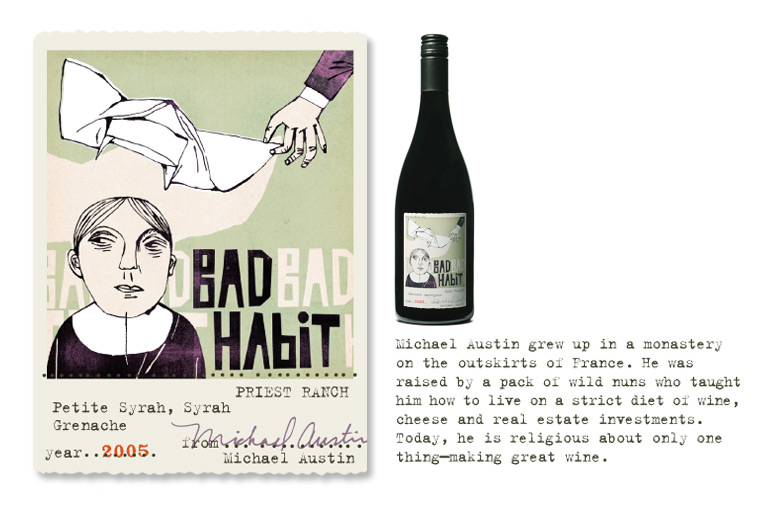 BAD
HABIT
PRIEST RANCH
Petite Syrah, Syrah
Grenache
from Michael Austin
year..2005.
Michael Austin
BAD
HABIT
Michael Austin grew up in a monastery
on the outskirts of France. He was
raised by a pack of wild nuns who taught
him how to live on a strict diet of wine,
cheese and real estate investments.
Today, he is religious about only one
thing—making great wine.